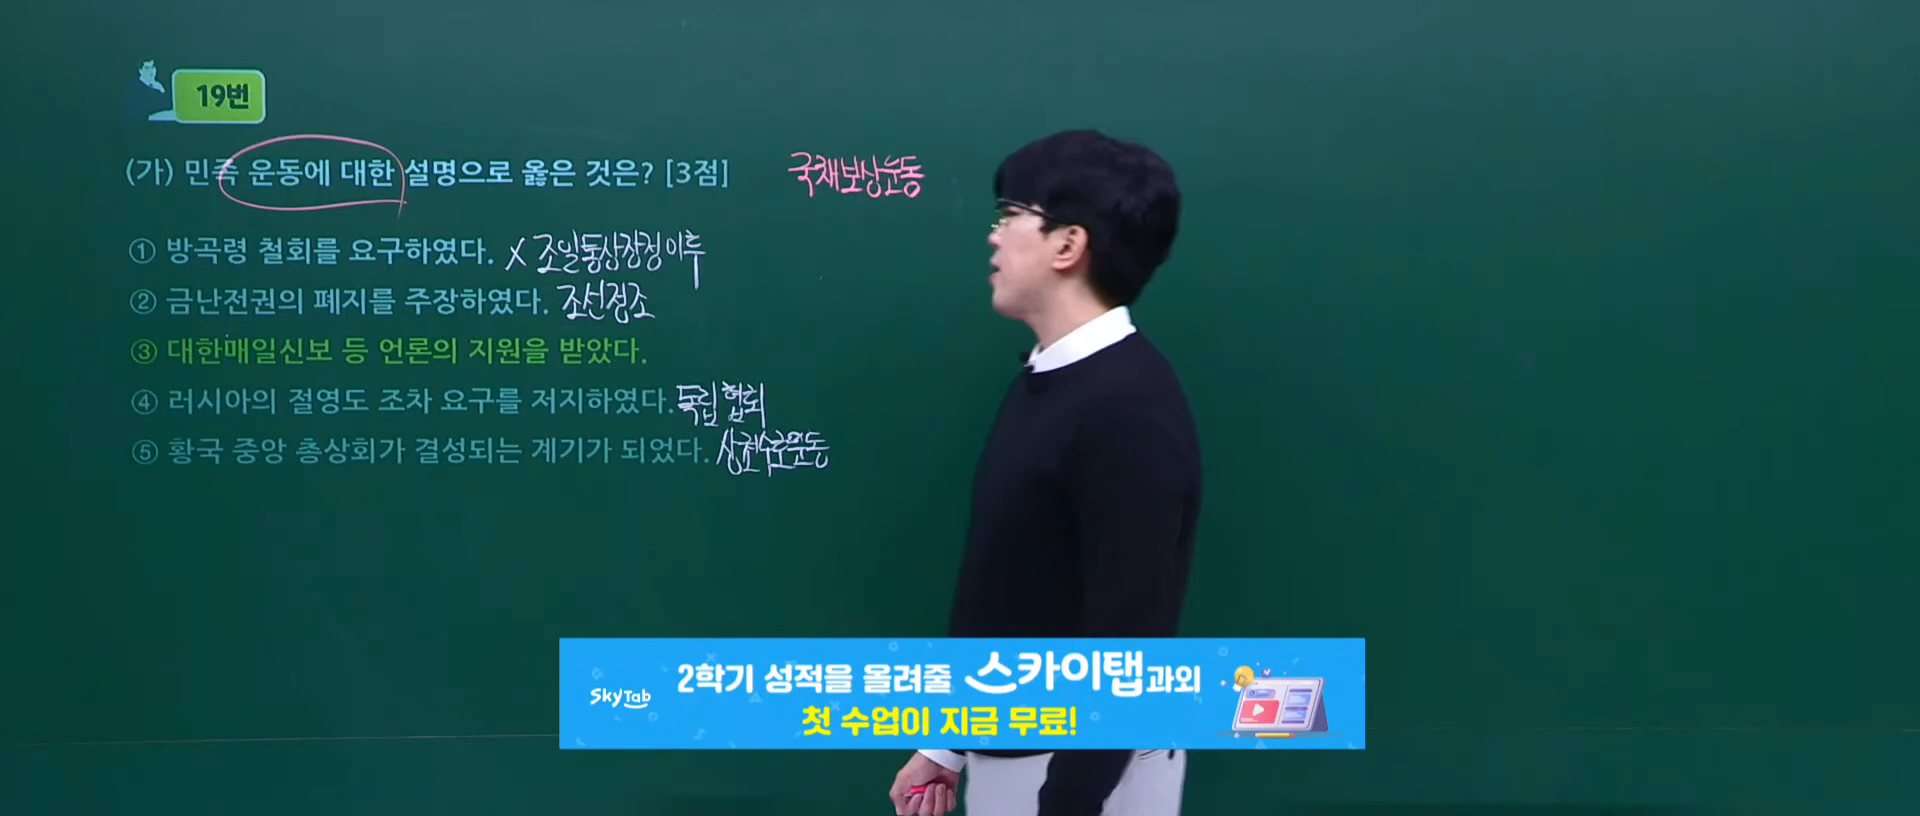 19번
(가) 민족 운동에 대한 설명으로 옳은 것은? [3점] 국채보상운동
① 방곡령 철회를 요구하였다. X 조일통상장정 이후
② 금난전권의 폐지를 주장하였다. 조선정조
③ 대한매일신보 등 언론의 지원을 받았다.
④ 러시아의 절영도 조차 요구를 저지하였다. 독립협회
⑤ 황국 중앙 총상회가 결성되는 계기가 되었다. 상권수호운동
SkyTab
2학기 성적을 올려줄 스카이탭과외
첫 수업이 지금 무료!